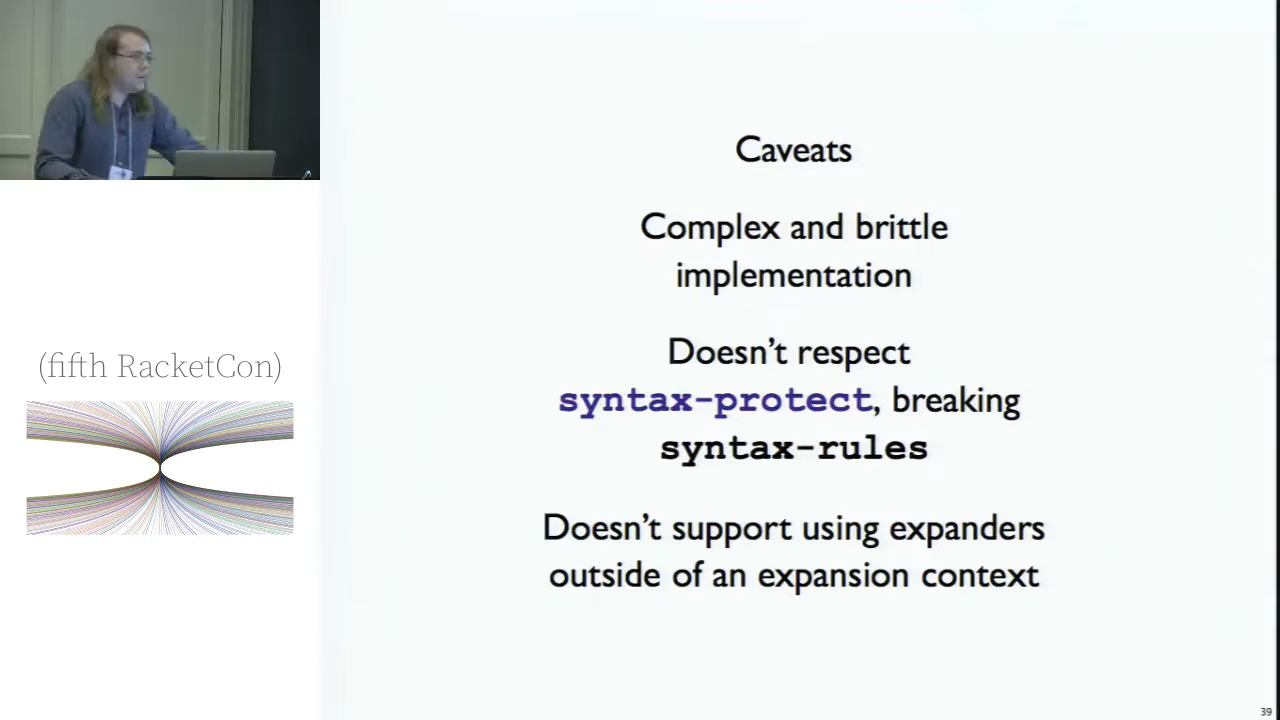 Caveats
Complex and brittle
implementation
Doesn't respect
syntax-protect, breaking
syntax-rules
Doesn't support using expanders
outside of an expansion context
(fifth RacketCon)
39